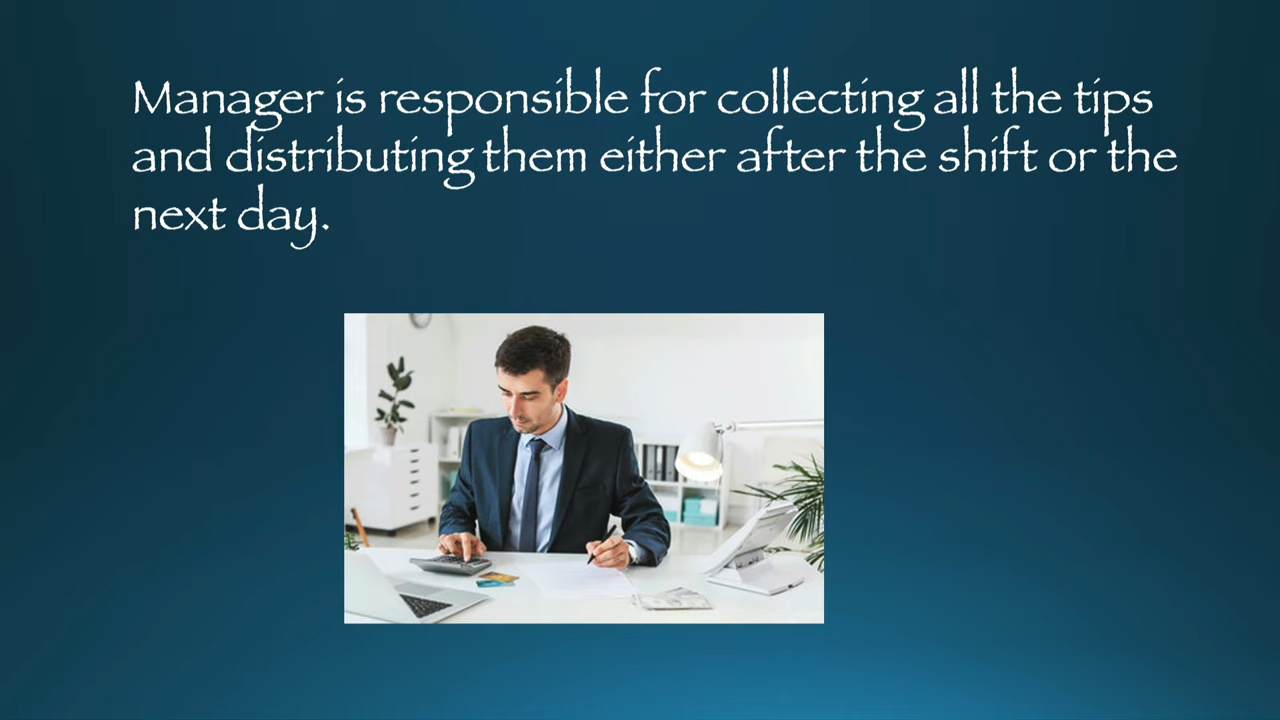 Manager is responsible for collecting all the tips
and distributing them either after the shift or the
next day.